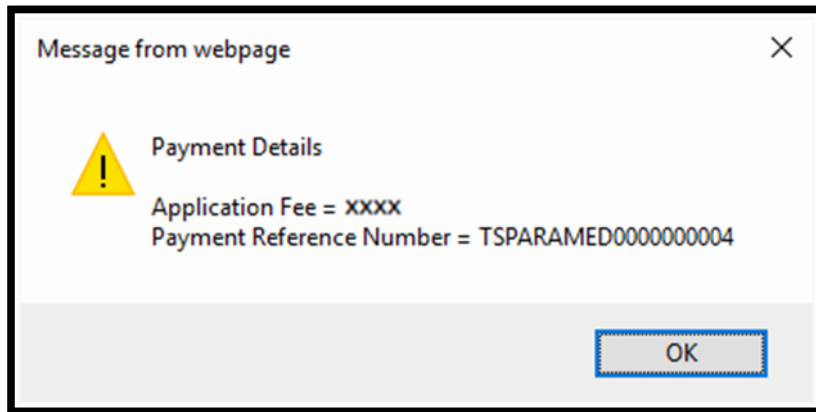 Message from webpage
Payment Details
Application Fee = XXXX
Payment Reference Number = TSPARAMED0000000004
OK